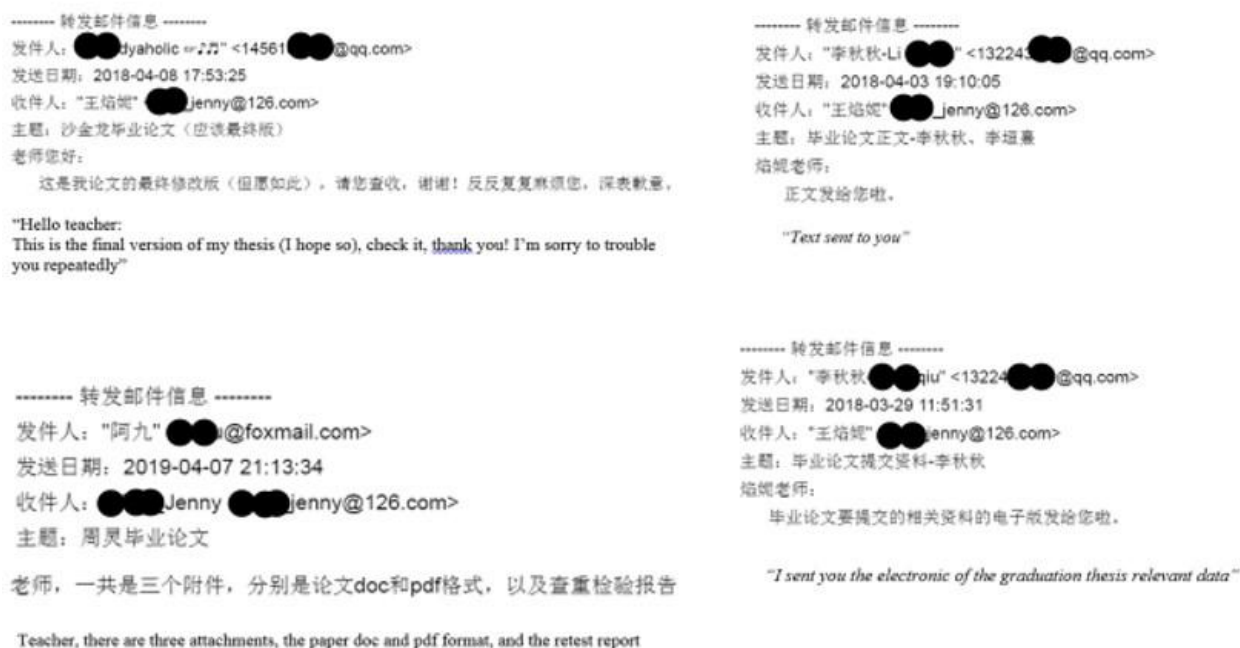 -------- 转发邮件信息 --------
发件人： dyaholic ✏♪♫" <14561 @qq.com>
发送日期：2018-04-08 17:53:25
收件人："王焰妮" jenny@126.com>
主题：沙金龙毕业论文（应该最终版）
老师您好：
这是我论文的最终修改版（但愿如此），请您查收，谢谢！反反复复麻烦您，深表歉意。
“Hello teacher:
This is the final version of my thesis (I hope so), check it, thank you! I’m sorry to trouble
you repeatedly”
-------- 转发邮件信息 --------
发件人："李秋秋-Li " <132243 @qq.com>
发送日期：2018-04-03 19:10:05
收件人："王焰妮" _jenny@126.com>
主题：毕业论文正文-李秋秋、李垣熹
焰妮老师：
正文发给您啦。
“Text sent to you”
-------- 转发邮件信息 --------
发件人："阿九" @foxmail.com>
发送日期：2019-04-07 21:13:34
收件人： Jenny jenny@126.com>
主题：周灵毕业论文
老师，一共是三个附件，分别是论文doc和pdf格式，以及查重检验报告
Teacher, there are three attachments, the paper doc and pdf format, and the retest report
-------- 转发邮件信息 --------
发件人："李秋秋 qiu" <13224 @qq.com>
发送日期：2018-03-29 11:51:31
收件人："王焰妮" jenny@126.com>
主题：毕业论文提交资料-李秋秋
焰妮老师：
毕业论文要提交的相关资料的电子版发给您啦。
“I sent you the electronic of the graduation thesis relevant data”